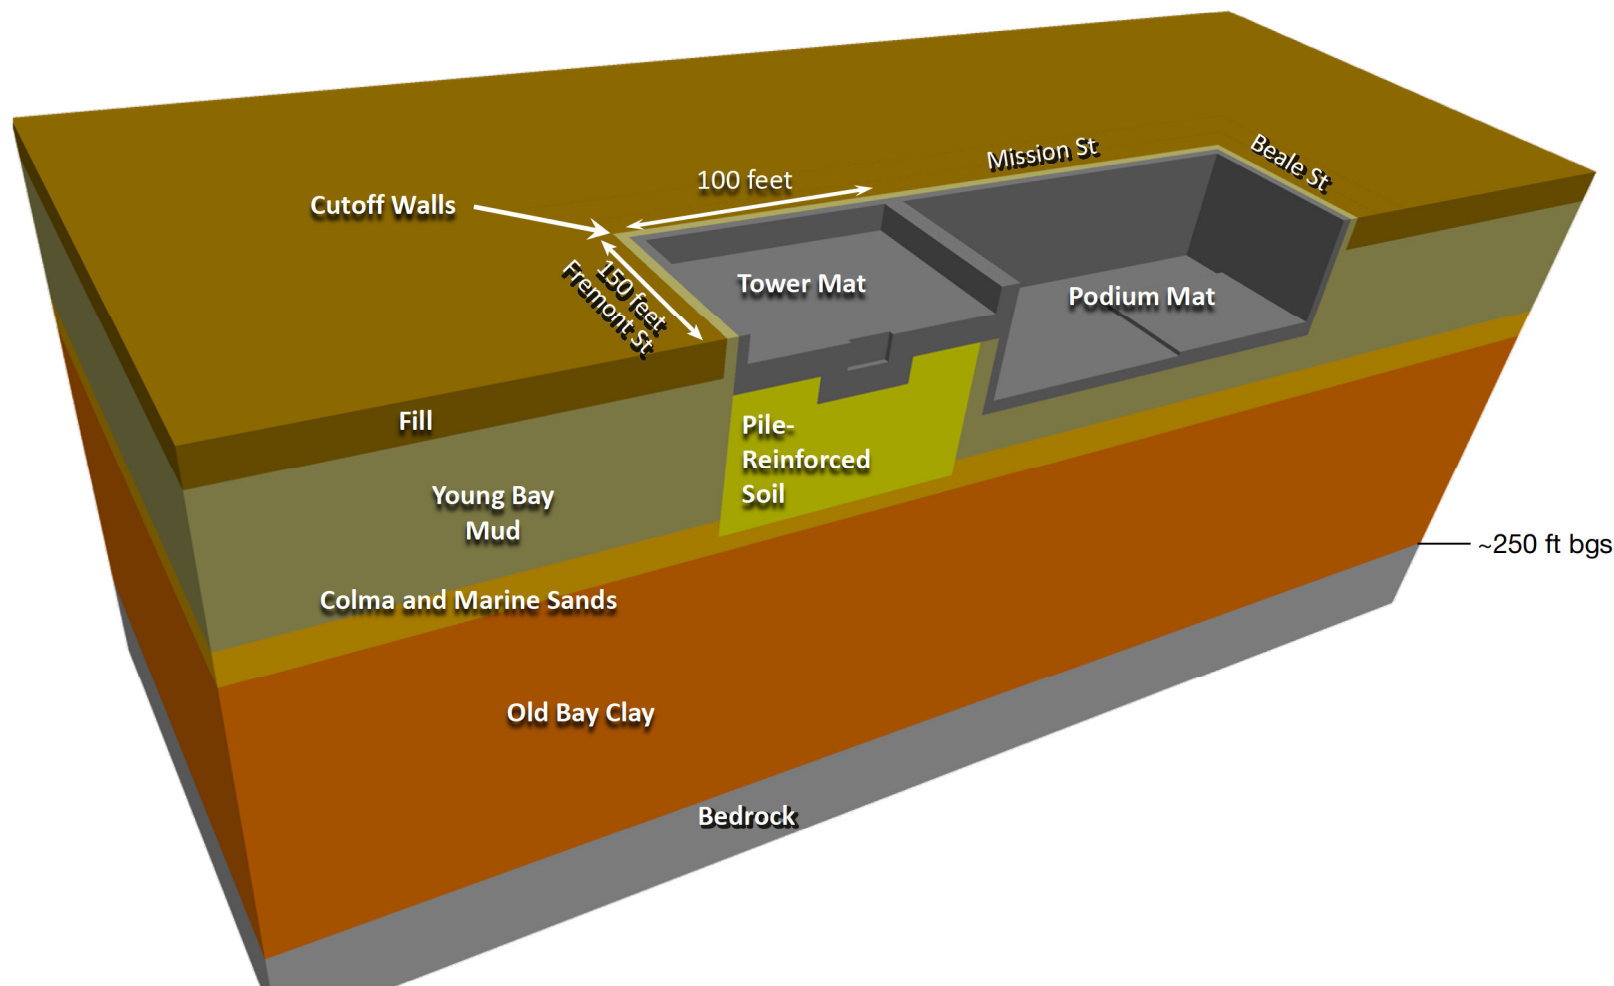 Mission St
Beale St
100 feet
Cutoff Walls
150 feet
Fremont St
Tower Mat
Podium Mat
Fill
Pile-
Reinforced
Soil
Young Bay
Mud
~250 ft bgs
Colma and Marine Sands
Old Bay Clay
Bedrock